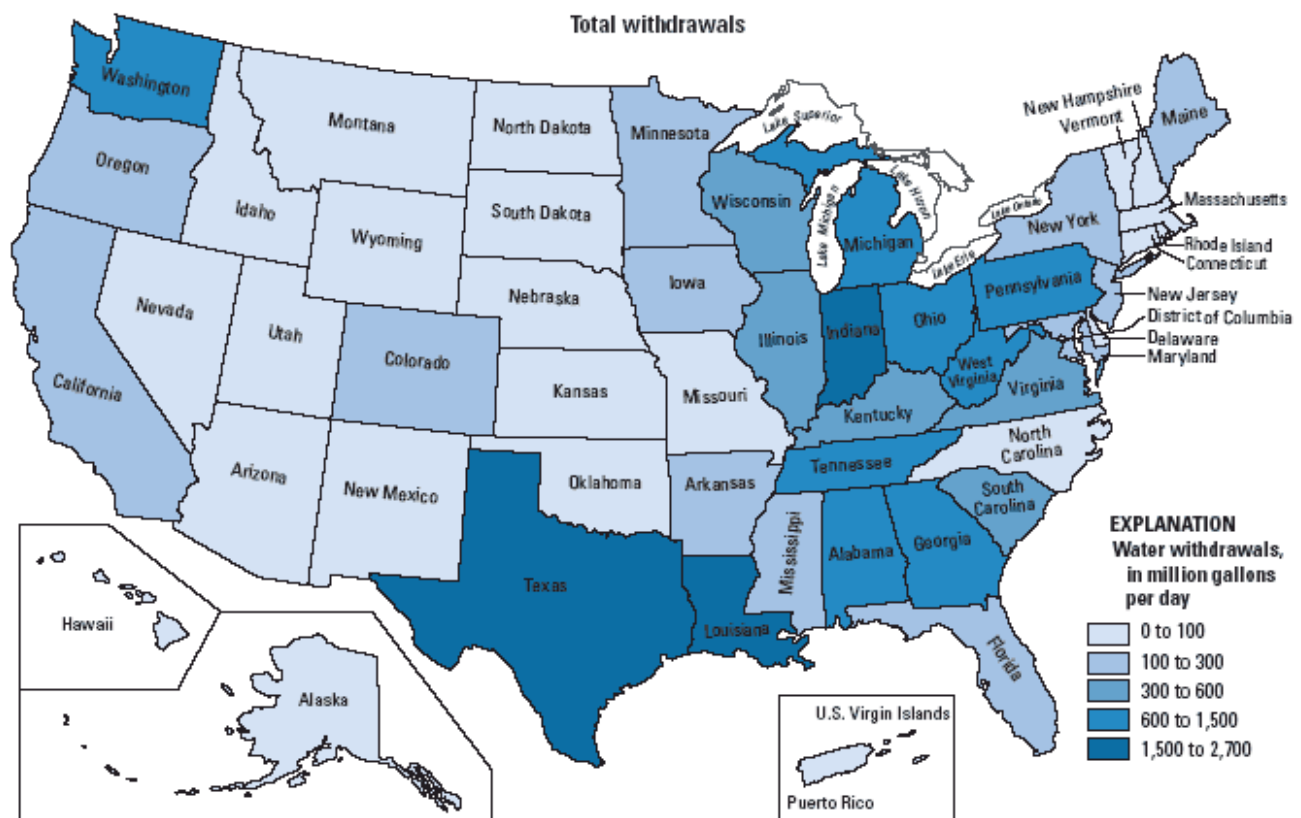 Total withdrawals
Washington
Oregon
California
Nevada
Idaho
Montana
Wyoming
Utah
Arizona
Colorado
New Mexico
North Dakota
South Dakota
Nebraska
Kansas
Oklahoma
Texas
Minnesota
Iowa
Missouri
Arkansas
Louisiana
Wisconsin
Illinois
Lake Superior
Lake Michigan
Lake Huron
Lake Erie
Lake Ontario
Michigan
Indiana
Ohio
Kentucky
Tennessee
Mississippi
Alabama
Georgia
Florida
South
Carolina
North
Carolina
Virginia
West
Virginia
Pennsylvania
New York
New Hampshire
Vermont
Maine
Massachusetts
Rhode Island
Connecticut
New Jersey
District of Columbia
Delaware
Maryland
Hawaii
Alaska
U.S. Virgin Islands
Puerto Rico
EXPLANATION
Water withdrawals,
in million gallons
per day
0 to 100
100 to 300
300 to 600
600 to 1,500
1,500 to 2,700